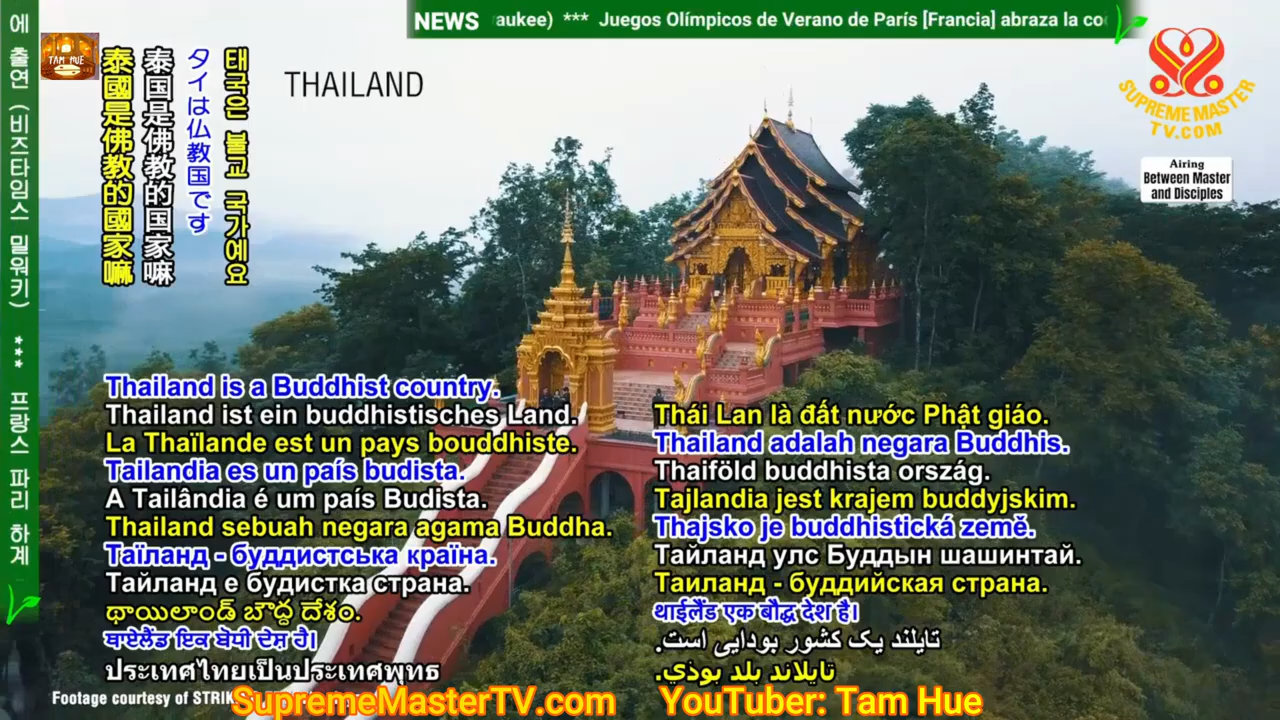 NEWS
aukee) *** Juegos Olímpicos de Verano de París [Francia] abraza la co
에 출연 (비즈타임스 밀워키) *** 프랑스 파리 하계
TAM HUE
泰國是佛教的國家嘛
泰国是佛教的国家嘛
タイは仏教国です
태국은 불교 국가예요
THAILAND
SUPREME MASTER
TV.COM
Airing
Between Master
and Disciples
Thailand is a Buddhist country.
Thailand ist ein buddhistisches Land.
La Thaïlande est un pays bouddhiste.
Tailandia es un país budista.
A Tailândia é um país Budista.
Thailand sebuah negara agama Buddha.
Таїланд - буддистська країна.
Тайланд е будистка страна.
థాయిలాండ్ బౌద్ధ దేశం.
ਥਾਈਲੈਂਡ ਇਕ ਬੋਧੀ ਦੇਸ਼ ਹੈ।
ประเทศไทยเป็นประเทศพุทธ
Thái Lan là đất nước Phật giáo.
Thailand adalah negara Buddhis.
Thaiföld buddhista ország.
Tajlandia jest krajem buddyjskim.
Thajsko je buddhistická země.
Тайланд улс Буддын шашинтай.
Таиланд - буддийская страна.
थाईलैंड एक बौद्ध देश है।
تایلند یک کشور بودایی است.
تايلاند بلد بوذي.
Footage courtesy of
SupremeMasterTV.com
YouTuber: Tam Hue